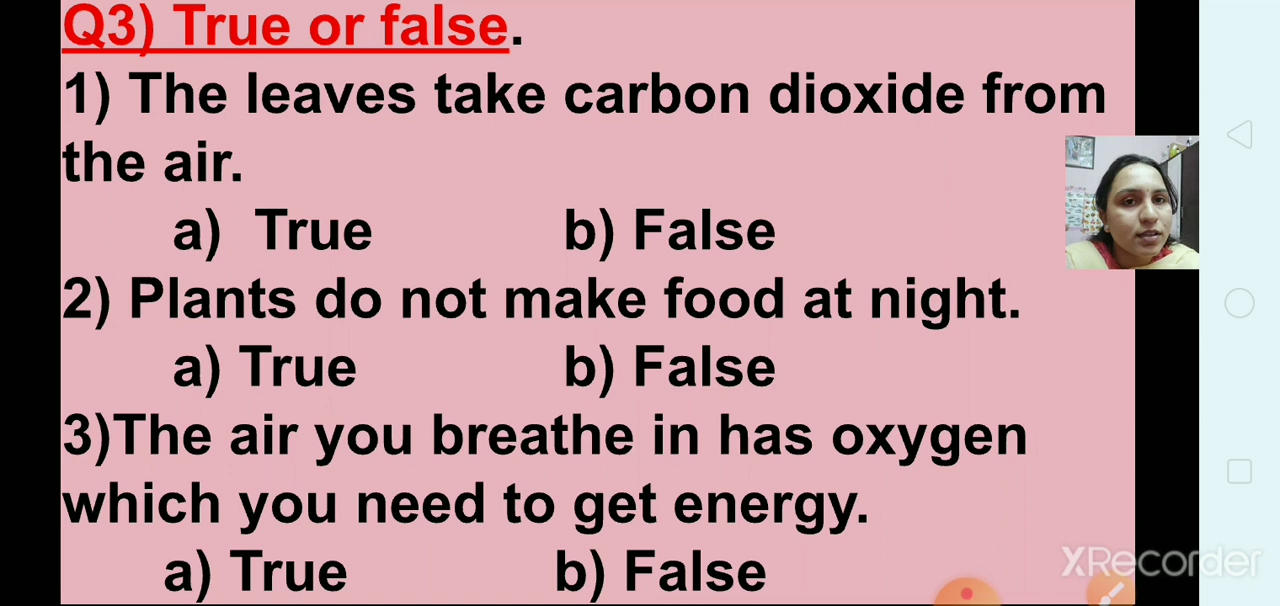 Q3) True or false.
1) The leaves take carbon dioxide from
the air.
a) True b) False
2) Plants do not make food at night.
a) True b) False
3)The air you breathe in has oxygen
which you need to get energy.
a) True b) False
XRecorder